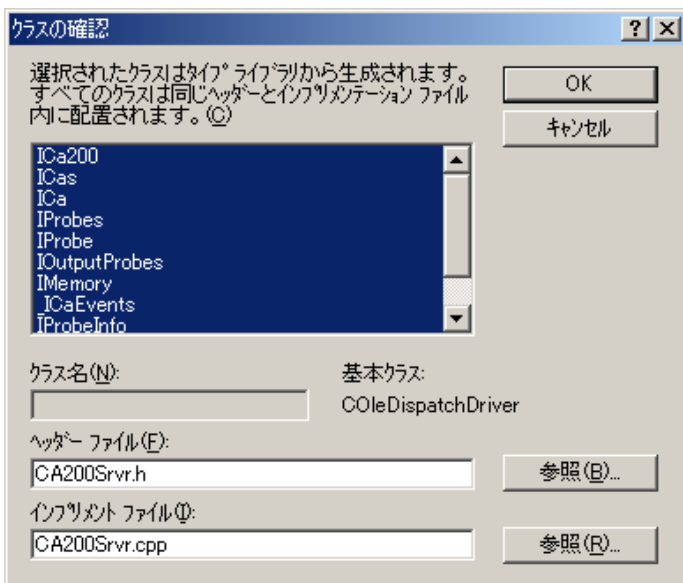 クラスの確認
選択されたクラスはタイプ ライブラリから生成されます。
すべてのクラスは同じヘッダーとインプリメンテーション ファイル
内に配置されます。(C)
OK
キャンセル
ICa200
ICas
ICa
IProbes
IProbe
IOutputProbes
IMemory
_ICaEvents
IProbeInfo
クラス名(N):
基本クラス:
COleDispatchDriver
ヘッダー ファイル(F):
CA200Srvr.h
参照(B)...
インプリメント ファイル(I):
CA200Srvr.cpp
参照(R)...